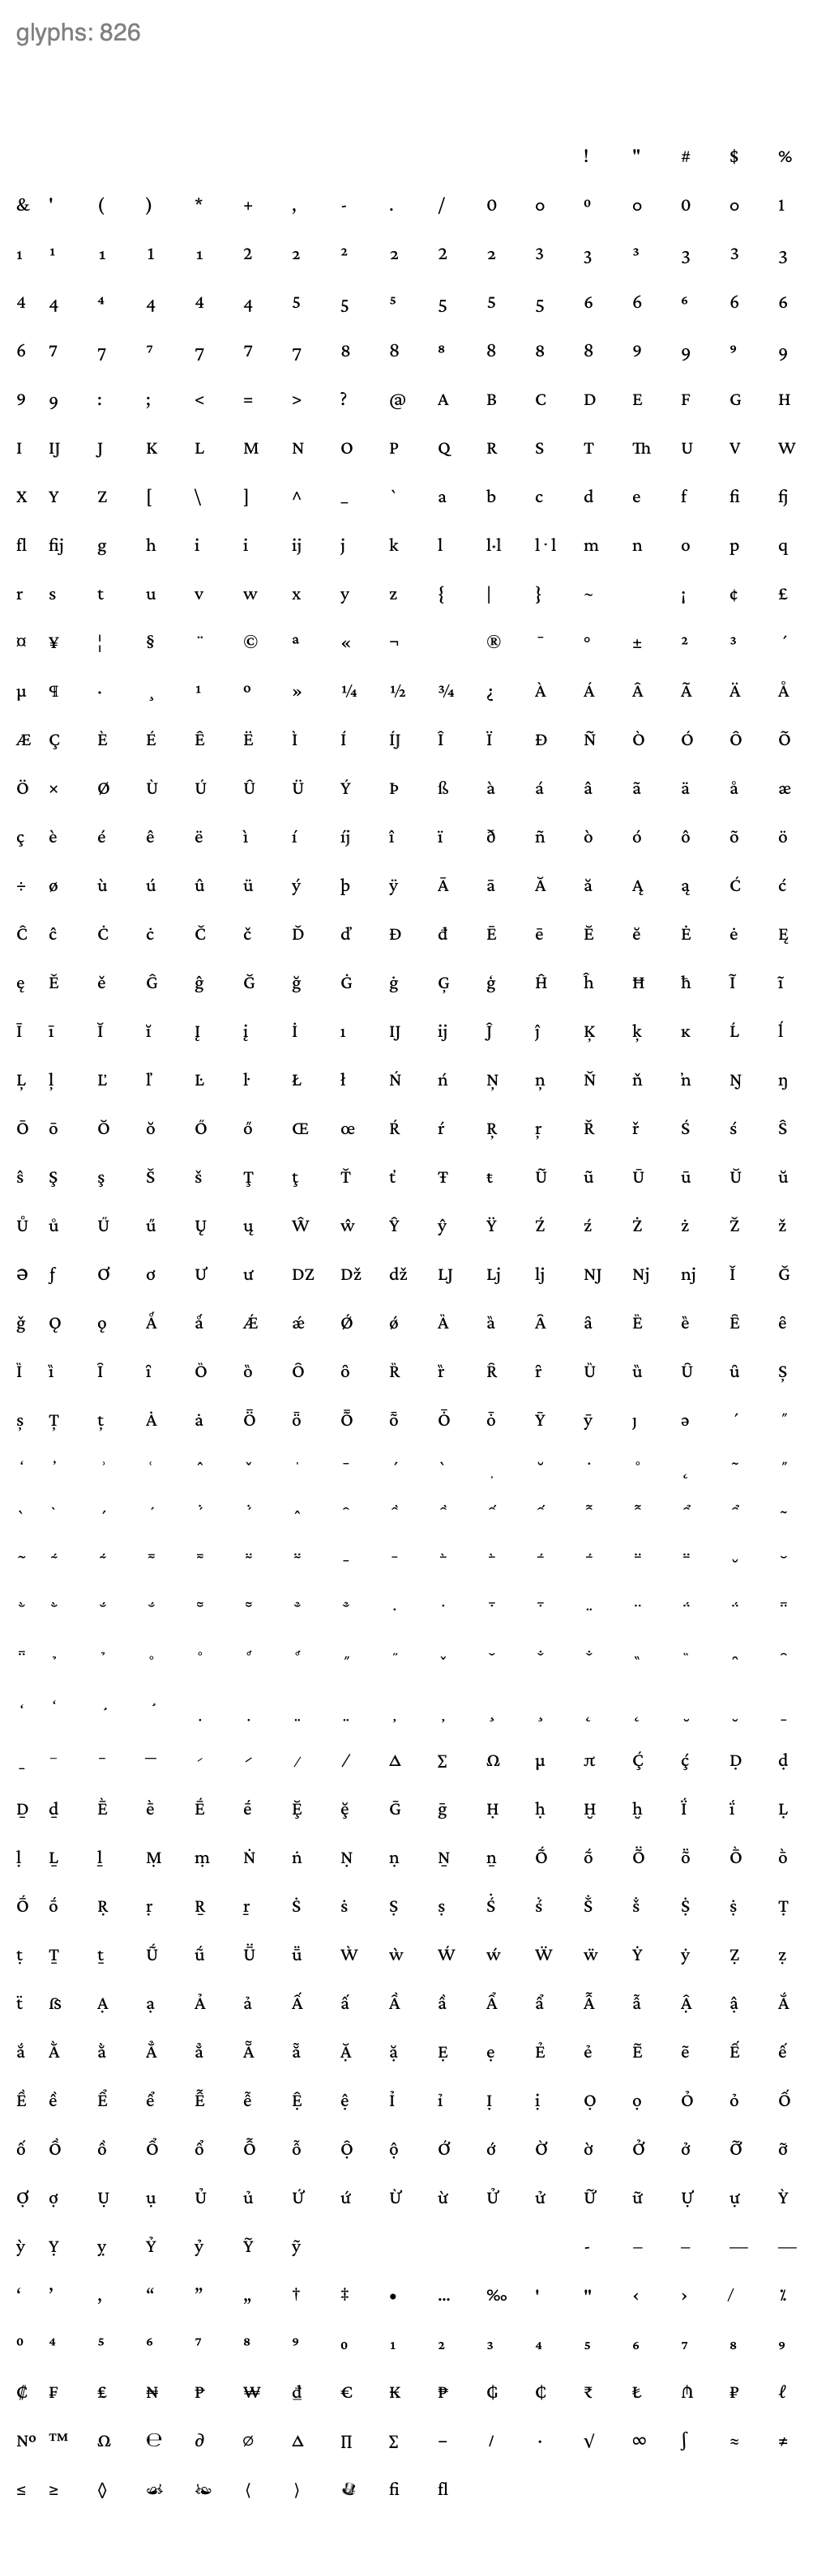 glyphs: 826
! " # $ %
& ' ( ) * + , - . / 0 0 ⁰ 0 0 0 1
1 ¹ 1 1 1 2 2 ² 2 2 2 3 3 ³ 3 3 3
4 4 ⁴ 4 4 4 5 5 ⁵ 5 5 5 6 6 ⁶ 6 6
6 7 7 ⁷ 7 7 7 8 8 ⁸ 8 8 8 9 9 ⁹ 9
9 9 : ; < = > ? @ A B C D E F G H
I IJ J K L M N O P Q R S T Th U V W
X Y Z [ \ ] ^ _ ` a b c d e f fi fj
fl fij g h i i ij j k l l·l l·l m n o p q
r s t u v w x y z { | } ~ ¡ ¢ £
¤ ¥ ¦ § ¨ © ª « ¬ ® ¯ ° ± ² ³ ´
µ ¶ · ¸ ¹ º » ¼ ½ ¾ ¿ À Á Â Ã Ä Å
Æ Ç È É Ê Ë Ì Í ÍJ Î Ï Ð Ñ Ò Ó Ô Õ
Ö × Ø Ù Ú Û Ü Ý Þ ß à á â ã ä å æ
ç è é ê ë ì í íj î ï ð ñ ò ó ô õ ö
÷ ø ù ú û ü ý þ ÿ Ā ā Ă ă Ą ą Ć ć
Ĉ ĉ Ċ ċ Č č Ď ď Đ đ Ē ē Ĕ ĕ Ė ė Ę
ę Ě ě Ĝ ĝ Ğ ğ Ġ ġ Ģ ģ Ĥ ĥ Ħ ħ Ĩ ĩ
Ī ī Ĭ ĭ Į į İ ı IJ ij Ĵ ĵ Ķ ķ ĸ Ĺ ĺ
Ļ ļ Ľ ľ Ŀ ŀ Ł ł Ń ń Ņ ņ Ň ň ŉ Ŋ ŋ
Ō ō Ŏ ŏ Ő ő Œ œ Ŕ ŕ Ŗ ŗ Ř ř Ś ś Ŝ
ŝ Ş ş Š š Ţ ţ Ť ť Ŧ ŧ Ũ ũ Ū ū Ŭ ŭ
Ů ů Ű ű Ų ų Ŵ ŵ Ŷ ŷ Ÿ Ź ź Ż ż Ž ž
Ə ƒ Ơ ơ Ư ư DZ Dž dž LJ Lj lj NJ Nj nj Ǐ Ǧ
ǧ Ǫ ǫ Ǻ ǻ Ǽ ǽ Ǿ ǿ Ȁ ȁ Ȃ ȃ Ȅ ȅ Ȇ ȇ
Ȉ ȉ Ȋ ȋ Ȍ ȍ Ȏ ȏ Ȑ ȑ Ȓ ȓ Ȕ ȕ Ȗ ȗ Ș
ș Ț ț Ȧ ȧ Ȫ ȫ Ȭ ȭ Ȱ ȱ Ȳ ȳ ȷ ə ʹ ʺ
Δ Σ Ω μ π Ḉ ḉ Ḍ ḍ
Ḏ ḏ Ḕ ḕ Ḗ ḗ Ḝ ḝ Ḡ ḡ Ḥ ḥ Ḫ ḫ Ḯ ḯ Ḷ
ḷ Ḻ ḻ Ṃ ṃ Ṅ ṅ Ṇ ṇ Ṉ ṉ Ṍ ṍ Ṏ ṏ Ṑ ṑ
Ṓ ṓ Ṛ ṛ Ṟ ṟ Ṡ ṡ Ṣ ṣ Ṥ ṥ Ṧ ṧ Ṩ ṩ Ṭ
ṭ Ṯ ṯ Ṹ ṹ Ṻ ṻ Ẁ ẁ Ẃ ẃ Ẅ ẅ Ẏ ẏ Ẓ ẓ
ẗ ẞ Ạ ạ Ả ả Ấ ấ Ầ ầ Ẩ ẩ Ẫ ẫ Ậ ậ Ắ
ắ Ằ ằ Ẳ ẳ Ẵ ẵ Ặ ặ Ẹ ẹ Ẻ ẻ Ẽ ẽ Ế ế
Ề ề Ể ể Ễ ễ Ệ ệ Ỉ ỉ Ị ị Ọ ọ Ỏ ỏ Ố
ố Ồ ồ Ổ ổ Ỗ ỗ Ộ ộ Ớ ớ Ờ ờ Ở ở Ỡ ỡ
Ợ ợ Ụ ụ Ủ ủ Ứ ứ Ừ ừ Ử ử Ữ ữ Ự ự Ỳ
ỳ Ỵ ỵ Ỷ ỷ Ỹ ỹ ‐ ‒ – — ―
‘ ’ ‚ “ ” „ † ‡ • … ‰ ′ ″ ‹ › ⁄ ⁒
⁰ ⁴ ⁵ ⁶ ⁷ ⁸ ⁹ ₀ ₁ ₂ ₃ ₄ ₅ ₆ ₇ ₈ ₉
₡ ₣ ₤ ₦ ₱ ₩ ₫ € ₭ ₱ ₲ ₵ ₹ ₺ ₼ ₽ ℓ
№ ™ Ω ℮ ∂ ∅ ∆ ∏ ∑ − ∕ ∙ √ ∞ ∫ ≈ ≠
≤ ≥ ◊ ☙ ❧ ⟨ ⟩ fi fl